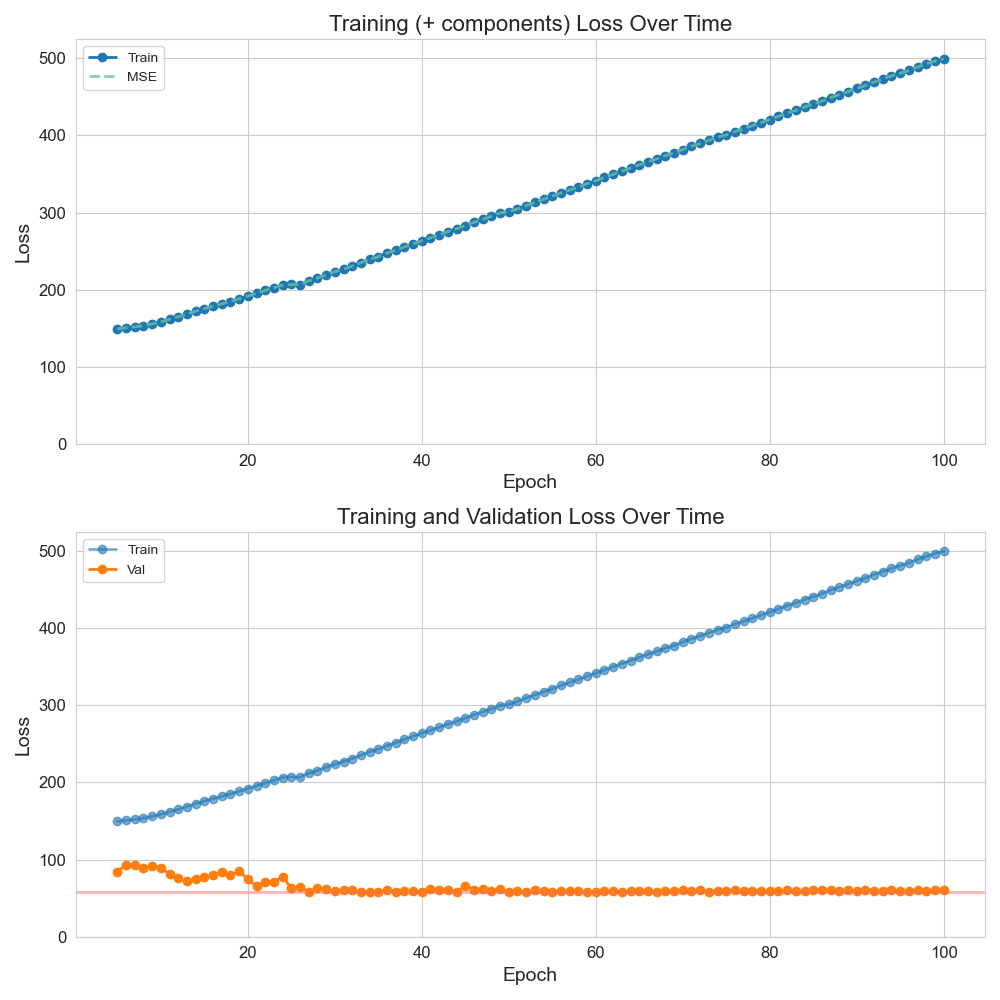 Training (+ components) Loss Over Time
Train
MSE
500
400
300
200
100
0
Loss
20 40 60 80 100
Epoch
Training and Validation Loss Over Time
Train
Val
500
400
300
200
100
0
Loss
20 40 60 80 100
Epoch